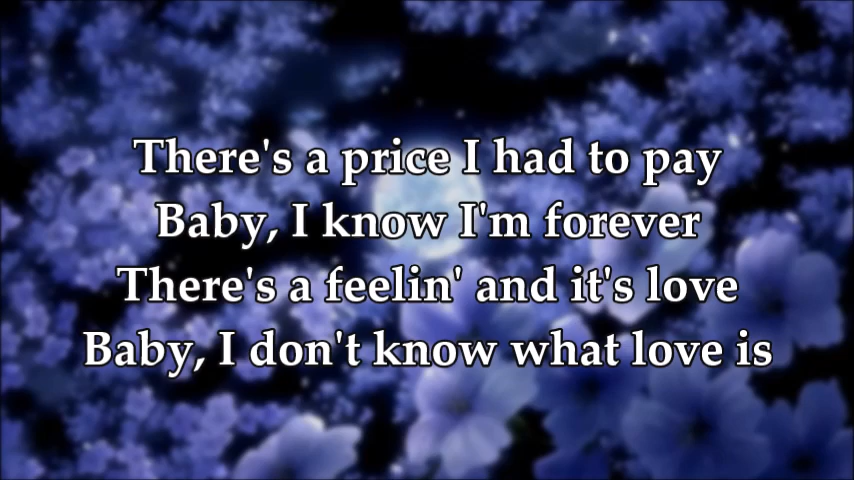 There's a price I had to pay
Baby, I know I'm forever
There's a feelin' and it's love
Baby, I don't know what love is